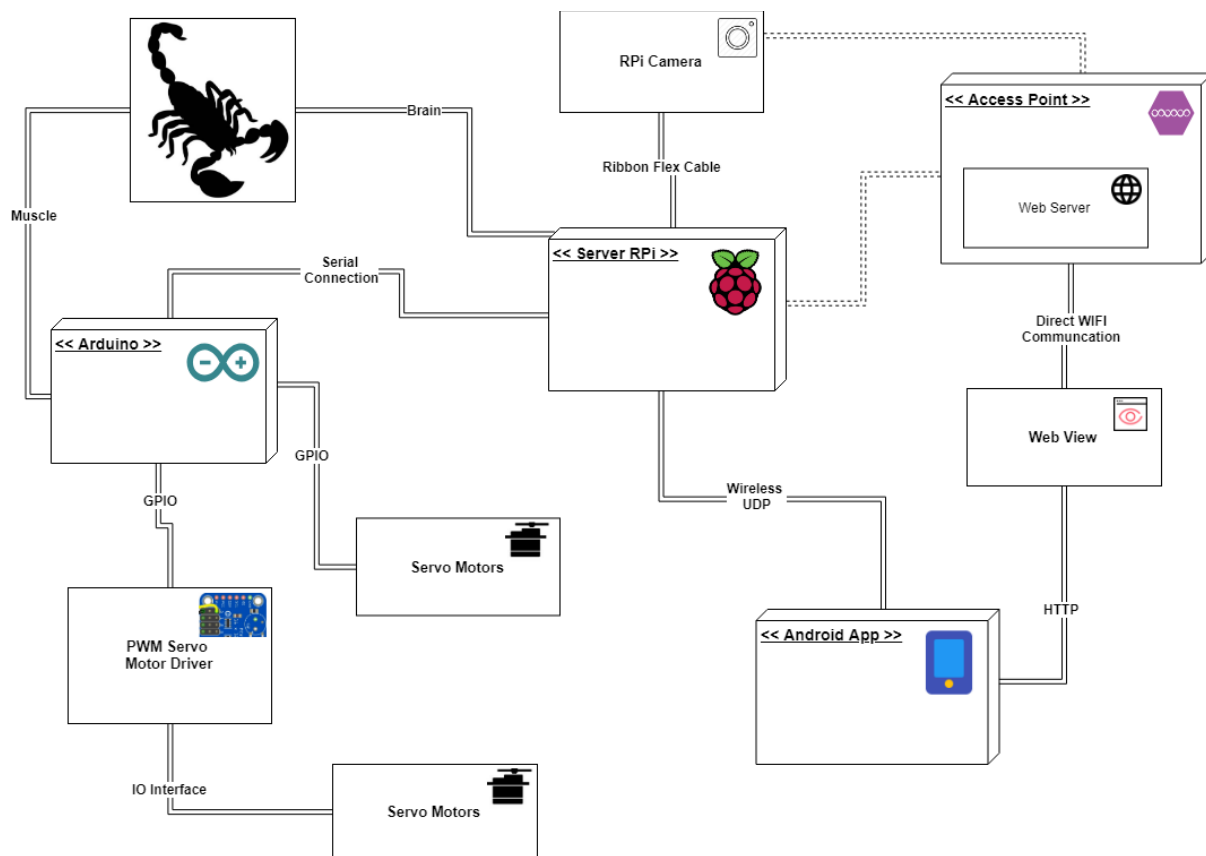 RPi Camera
<< Access Point >>
Brain
Ribbon Flex Cable
Web Server
Muscle
<< Server RPi >>
Serial
Connection
Direct WIFI
Communcation
<< Arduino >>
Web View
GPIO
GPIO
Wireless
UDP
Servo Motors
HTTP
<< Android App >>
PWM Servo
Motor Driver
IO Interface
Servo Motors